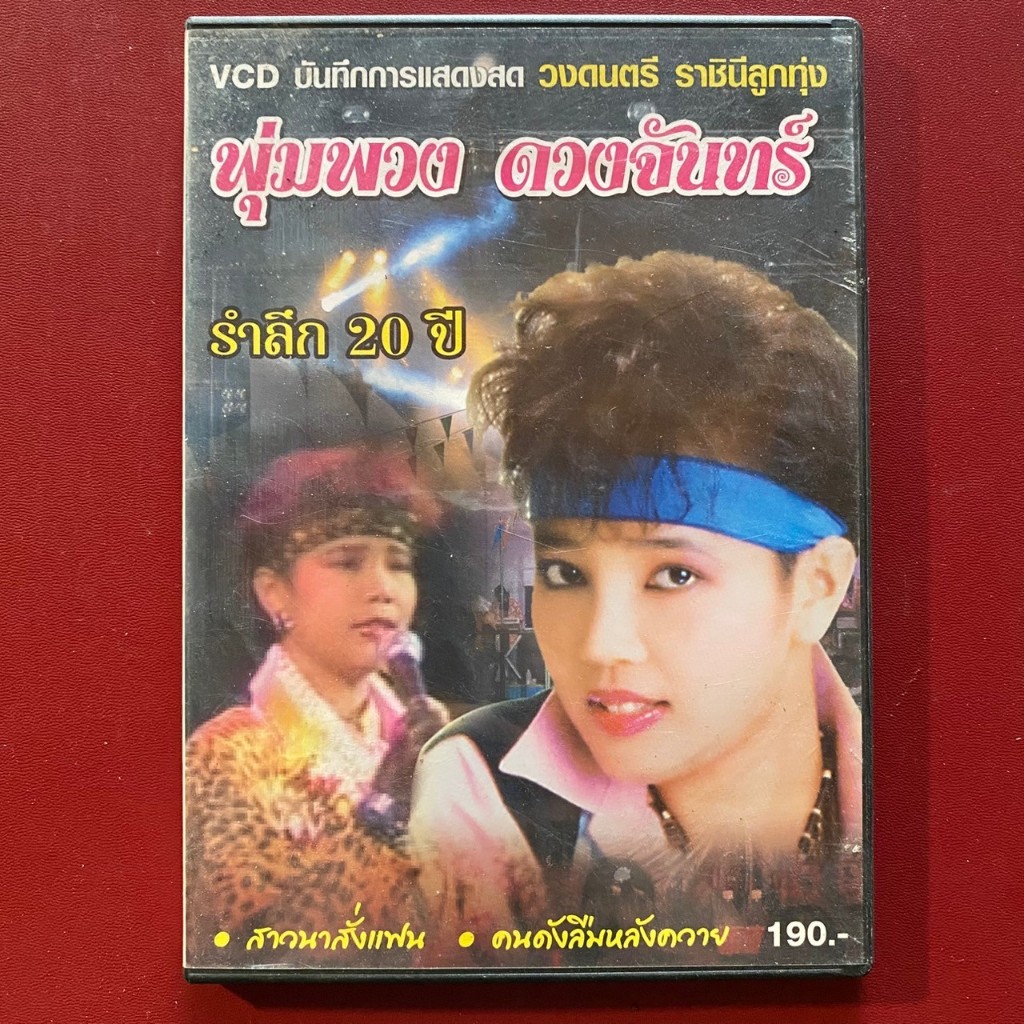 VCD บันทึกการแสดงสด วงดนตรี ราชินีลูกทุ่ง
พุ่มพวง ดวงจันทร์
รำลึก 20 ปี
• สาวนาสั่งแฟน • คนดังลืมหลังควาย 190.-